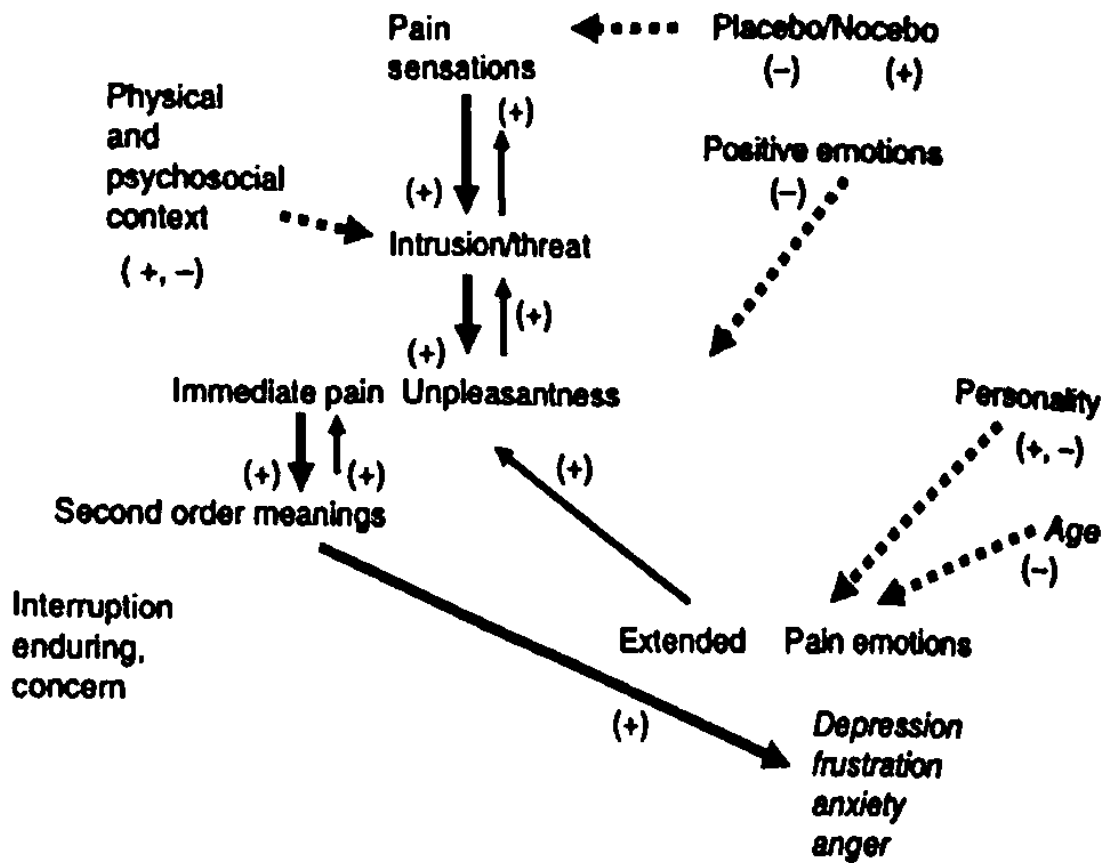 Pain
sensations
Placebo/Nocebo
(–) (+)
Physical
and
psychosocial
context
( +, –)
(+)
(+)
Positive emotions
(–)
Intrusion/threat
(+)
(+)
Immediate pain Unpleasantness
Personality
(+, –)
(+) (+)
(+)
Second order meanings
Age
(–)
Interruption
enduring,
concern
Extended Pain emotions
(+)
Depression
frustration
anxiety
anger